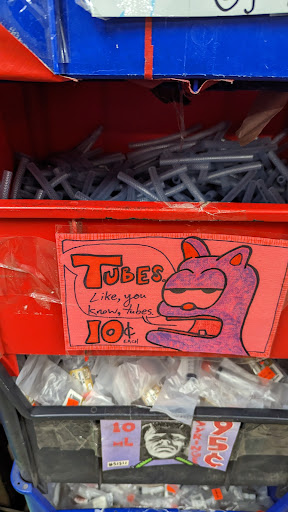 TUBES.
Like, you
know, tubes.
10¢
EACH
10
mL
95¢